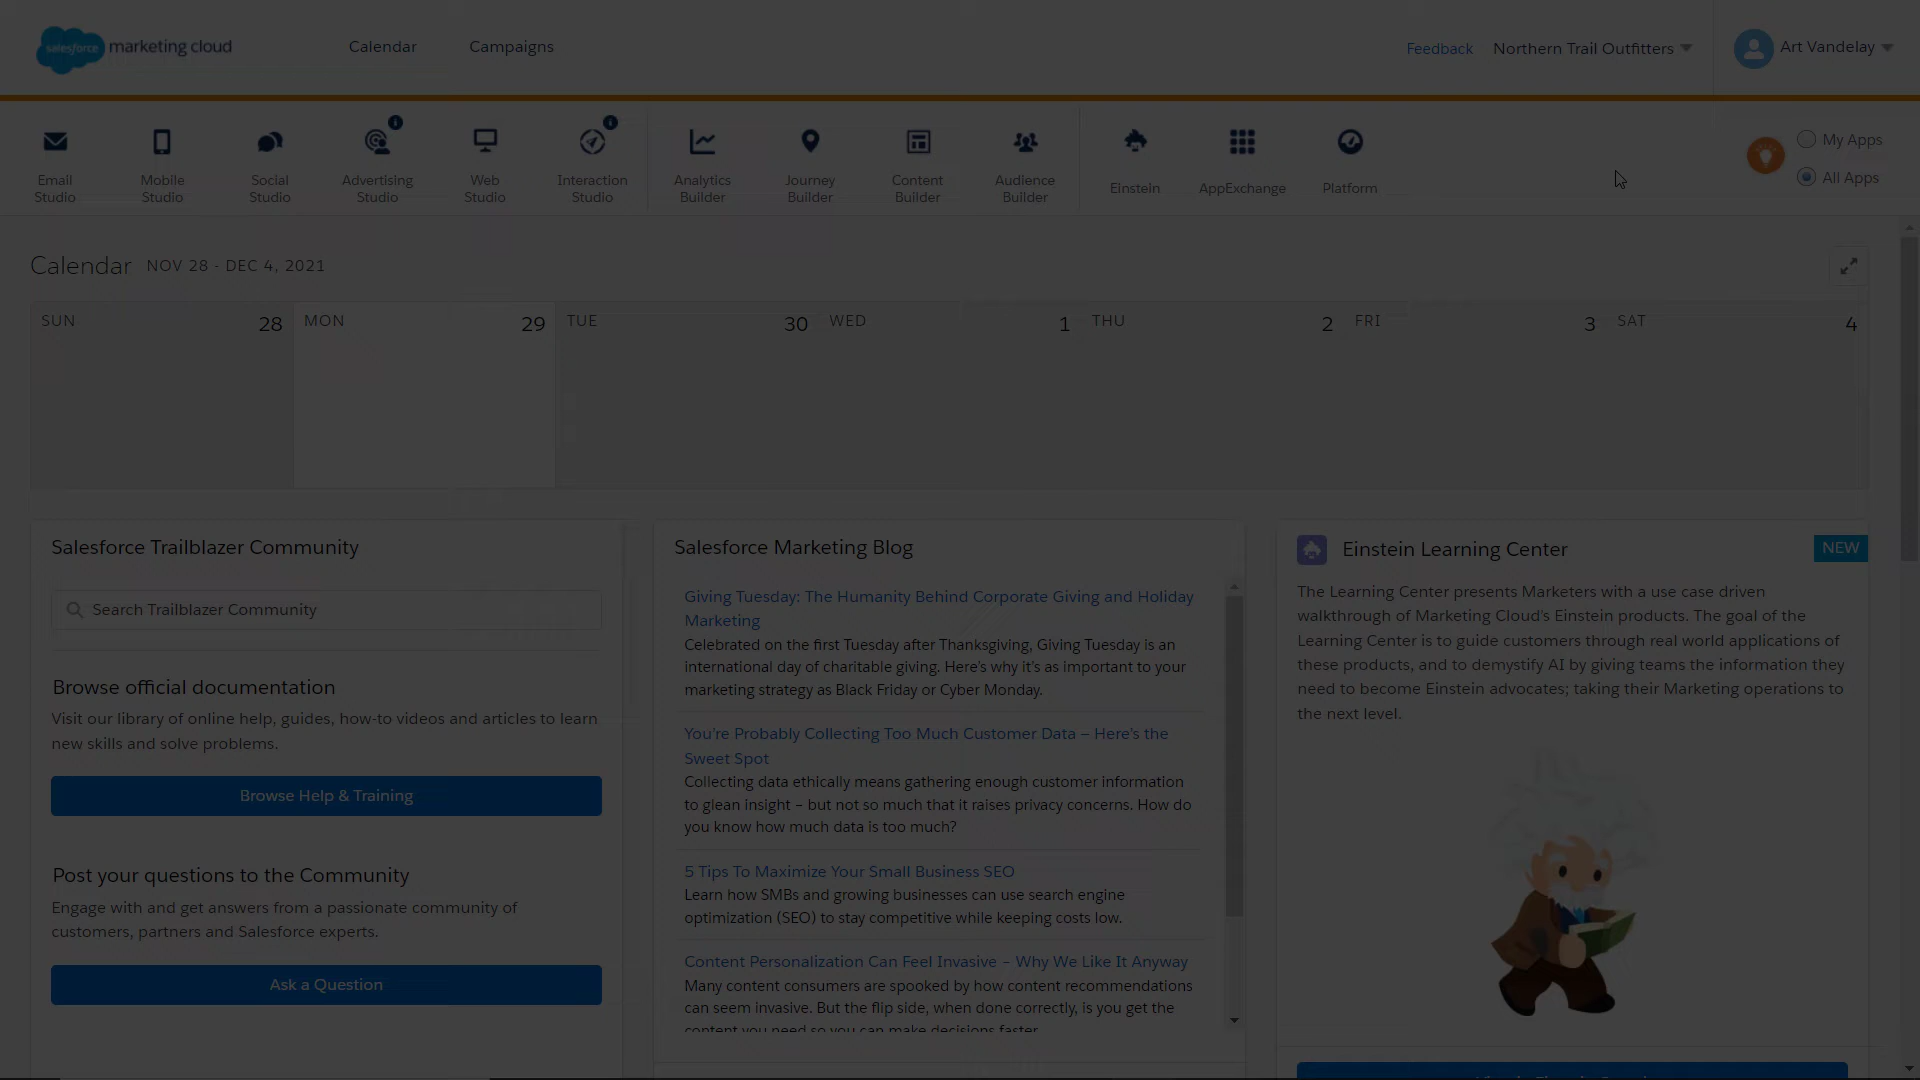 salesforce marketing cloud
Calendar
Campaigns
Feedback
Northern Trail Outfitters
Art Vandelay
Email
Studio
Mobile
Studio
Social
Studio
Advertising
Studio
Web
Studio
Interaction
Studio
Analytics
Builder
Journey
Builder
Content
Builder
Audience
Builder
Einstein
AppExchange
Platform
My Apps
All Apps
Calendar NOV 28 - DEC 4, 2021
SUN 28 MON 29 TUE 30 WED 1 THU 2 FRI 3 SAT 4
Salesforce Trailblazer Community
Search Trailblazer Community
Browse official documentation
Visit our library of online help, guides, how-to videos and articles to learn
new skills and solve problems.
Browse Help & Training
Post your questions to the Community
Engage with and get answers from a passionate community of
customers, partners and Salesforce experts.
Ask a Question
Salesforce Marketing Blog
Giving Tuesday: The Humanity Behind Corporate Giving and Holiday
Marketing
Celebrated on the first Tuesday after Thanksgiving, Giving Tuesday is an
international day of charitable giving. Here's why it's as important to your
marketing strategy as Black Friday or Cyber Monday.
You're Probably Collecting Too Much Customer Data – Here's the
Sweet Spot
Collecting data ethically means gathering enough customer information
to glean insight – but not so much that it raises privacy concerns. How do
you know how much data is too much?
5 Tips To Maximize Your Small Business SEO
Learn how SMBs and growing businesses can use search engine
optimization (SEO) to stay competitive while keeping costs low.
Content Personalization Can Feel Invasive – Why We Like It Anyway
Many content consumers are spooked by how content recommendations
can seem invasive. But the flip side, when done correctly, is you get the
content you need so you can make decisions faster.
Einstein Learning Center
NEW
The Learning Center presents Marketers with a use case driven
walkthrough of Marketing Cloud's Einstein products. The goal of the
Learning Center is to guide customers through real world applications of
these products, and to demystify AI by giving teams the information they
need to become Einstein advocates; taking their Marketing operations to
the next level.